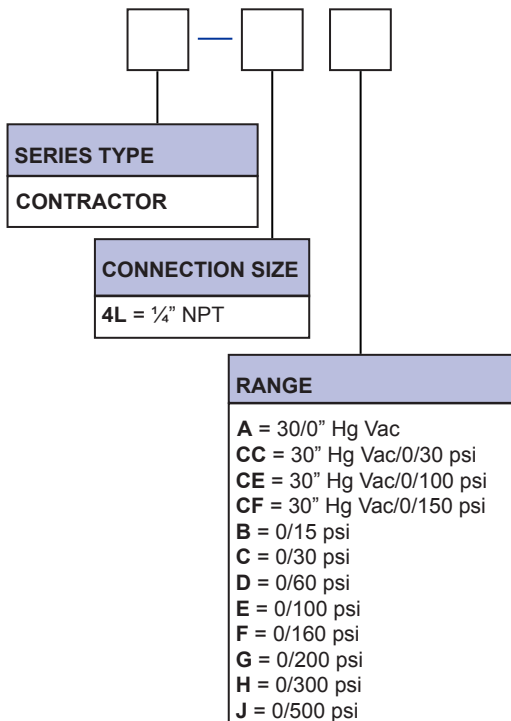 SERIES TYPE
CONTRACTOR
CONNECTION SIZE
4L = ¼” NPT
RANGE
A = 30/0” Hg Vac
CC = 30” Hg Vac/0/30 psi
CE = 30” Hg Vac/0/100 psi
CF = 30” Hg Vac/0/150 psi
B = 0/15 psi
C = 0/30 psi
D = 0/60 psi
E = 0/100 psi
F = 0/160 psi
G = 0/200 psi
H = 0/300 psi
J = 0/500 psi